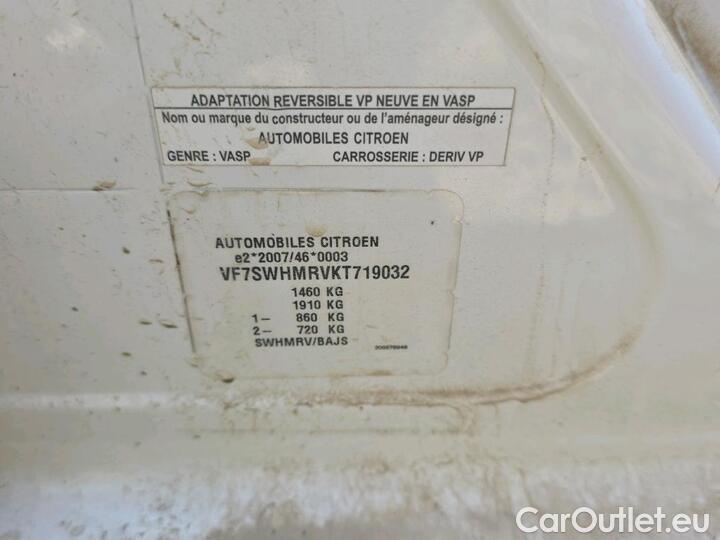 ADAPTATION REVERSIBLE VP NEUVE EN VASP
Nom ou marque du constructeur ou de l'aménageur désigné :
AUTOMOBILES CITROEN
GENRE : VASP CARROSSERIE : DERIV VP
AUTOMOBILES CITROEN
e2*2007/46*0003
VF7SWHMRVKT719032
1460 KG
1910 KG
1- 860 KG
2- 720 KG
SWHMRV/BAJS
CarOutlet.eu